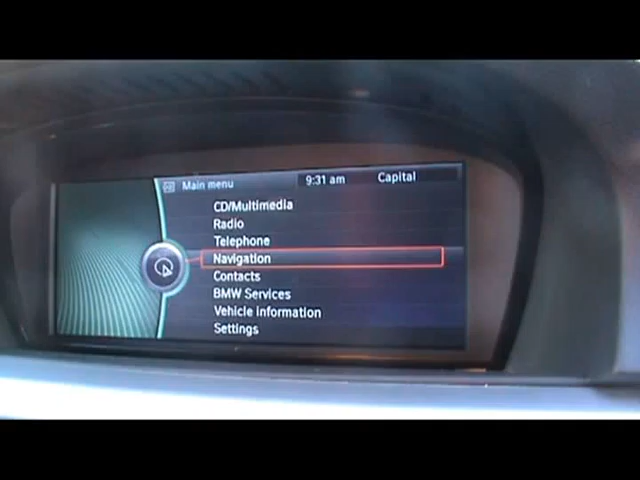 Main menu 9:31 am Capital
CD/Multimedia
Radio
Telephone
Navigation
Contacts
BMW Services
Vehicle information
Settings